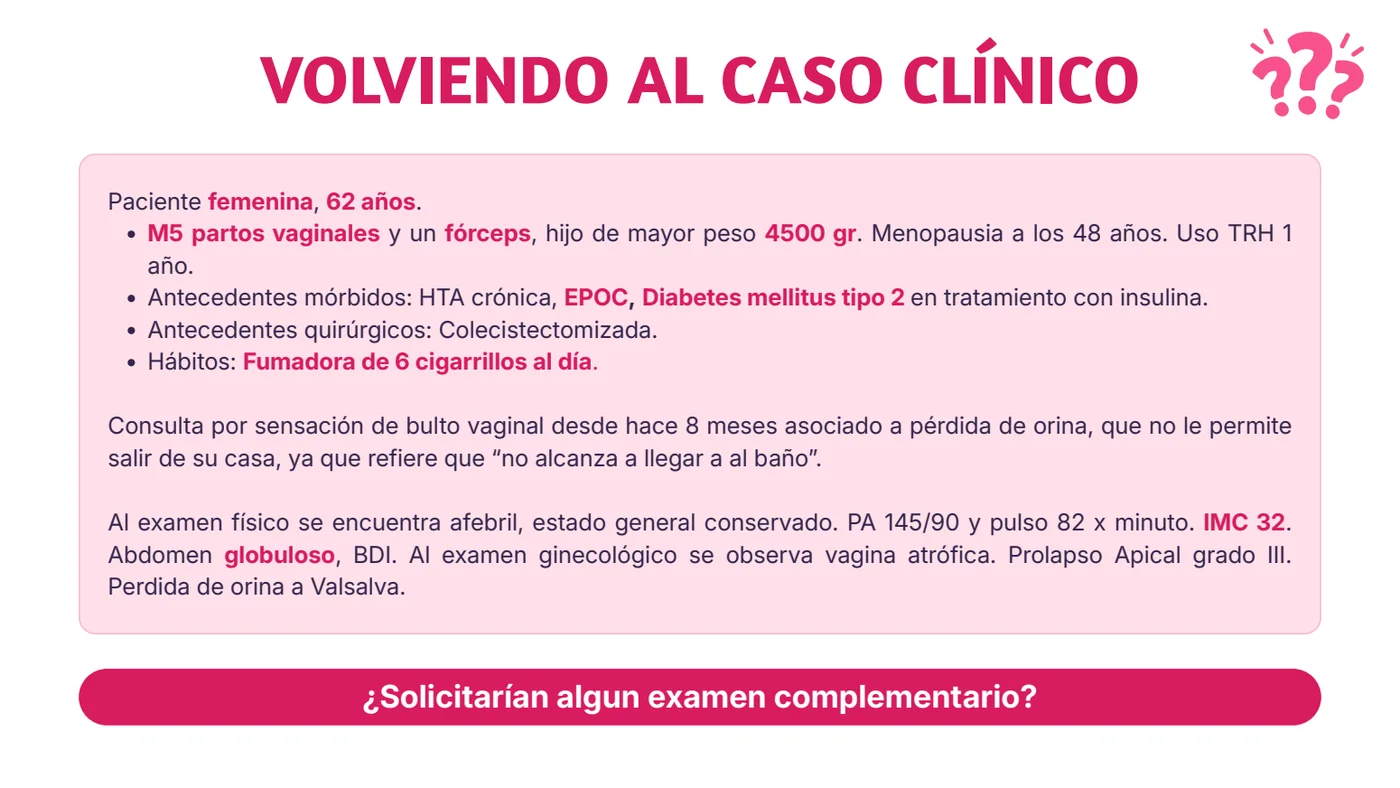 VOLVIENDO AL CASO CLÍNICO
???
Paciente femenina, 62 años.
• M5 partos vaginales y un fórceps, hijo de mayor peso 4500 gr. Menopausia a los 48 años. Uso TRH 1
año.
• Antecedentes mórbidos: HTA crónica, EPOC, Diabetes mellitus tipo 2 en tratamiento con insulina.
• Antecedentes quirúrgicos: Colecistectomizada.
• Hábitos: Fumadora de 6 cigarrillos al día.
Consulta por sensación de bulto vaginal desde hace 8 meses asociado a pérdida de orina, que no le permite
salir de su casa, ya que refiere que “no alcanza a llegar a al baño”.
Al examen físico se encuentra afebril, estado general conservado. PA 145/90 y pulso 82 x minuto. IMC 32.
Abdomen globuloso, BDI. Al examen ginecológico se observa vagina atrófica. Prolapso Apical grado III.
Perdida de orina a Valsalva.
¿Solicitarían algun examen complementario?